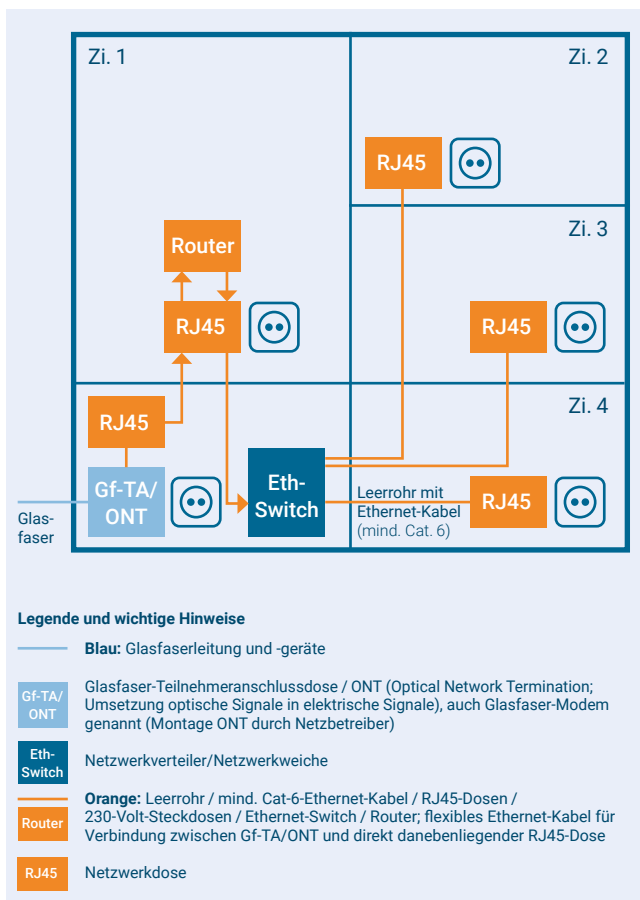 Zi. 1
Zi. 2
RJ45
Zi. 3
Router
RJ45
RJ45
Zi. 4
RJ45
Gf-TA/
ONT
Eth-
Switch
Leerrohr mit
Ethernet-Kabel
(mind. Cat. 6)
RJ45
Glas-
faser
Legende und wichtige Hinweise
Blau: Glasfaserleitung und -geräte
Gf-TA/
ONT
Glasfaser-Teilnehmeranschlussdose / ONT (Optical Network Termination;
Umsetzung optische Signale in elektrische Signale), auch Glasfaser-Modem
genannt (Montage ONT durch Netzbetreiber)
Eth-
Switch
Netzwerkverteiler/Netzwerkweiche
Orange: Leerrohr / mind. Cat-6-Ethernet-Kabel / RJ45-Dosen /
230-Volt-Steckdosen / Ethernet-Switch / Router; flexibles Ethernet-Kabel für
Verbindung zwischen Gf-TA/ONT und direkt danebenliegender RJ45-Dose
Router
RJ45
Netzwerkdose